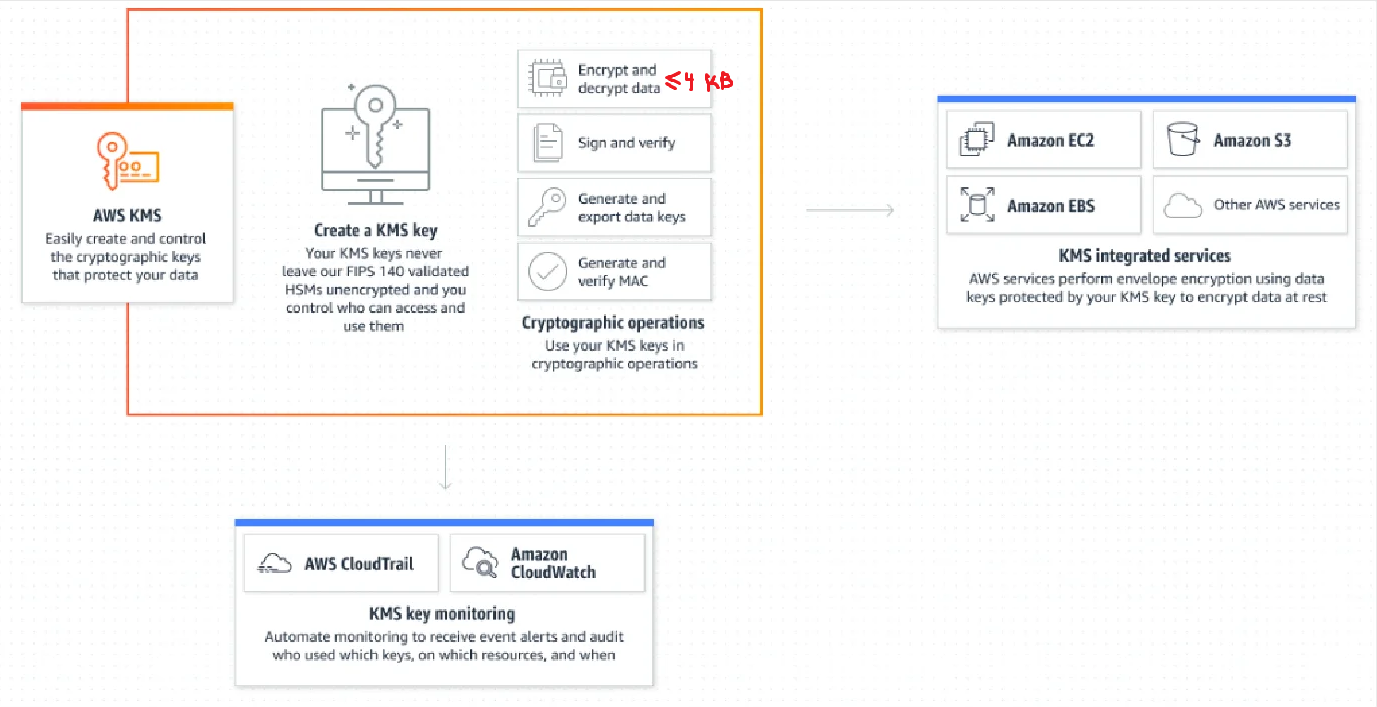 AWS KMS
Easily create and control
the cryptographic keys
that protect your data
Create a KMS key
Your KMS keys never
leave our FIPS 140 validated
HSMs unencrypted and you
control who can access and
use them
Encrypt and
decrypt data ≤4 KB
Sign and verify
Generate and
export data keys
Generate and
verify MAC
Cryptographic operations
Use your KMS keys in
cryptographic operations
Amazon EC2
Amazon S3
Amazon EBS
Other AWS services
KMS integrated services
AWS services perform envelope encryption using data
keys protected by your KMS key to encrypt data at rest
AWS CloudTrail
Amazon
CloudWatch
KMS key monitoring
Automate monitoring to receive event alerts and audit
who used which keys, on which resources, and when